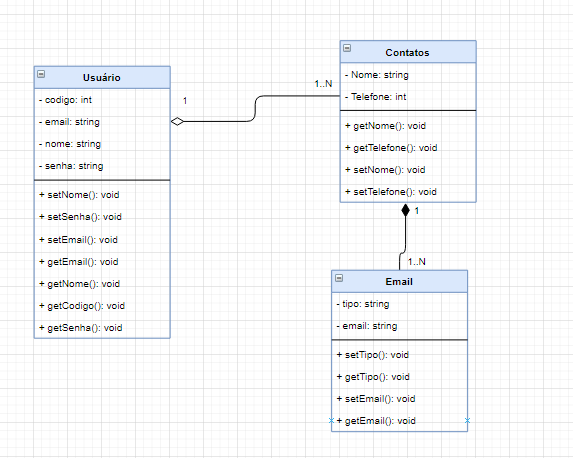 Usuário
- codigo: int
- email: string
- nome: string
- senha: string
+ setNome(): void
+ setSenha(): void
+ setEmail(): void
+ getEmail(): void
+ getNome(): void
+ getCodigo(): void
+ getSenha(): void
1
1..N
Contatos
- Nome: string
- Telefone: int
+ getNome(): void
+ getTelefone(): void
+ setNome(): void
+ setTelefone(): void
1
1..N
Email
- tipo: string
- email: string
+ setTipo(): void
+ getTipo(): void
+ setEmail(): void
+ getEmail(): void